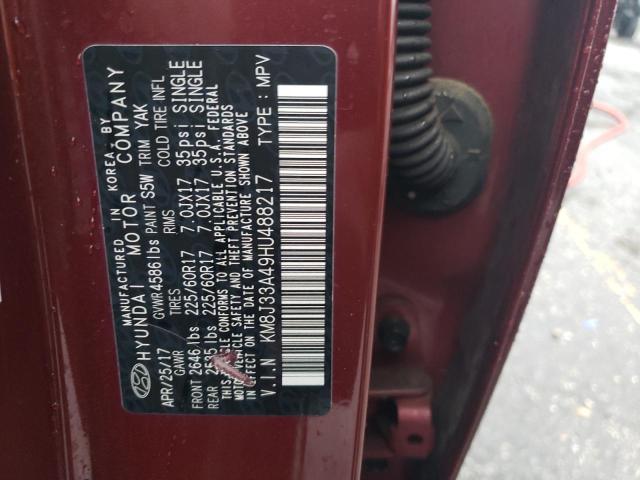 MANUFACTURED IN KOREA BY
HYUNDAI MOTOR COMPANY
APR/25/17 GVWR 4586 lbs PAINT S5W TRIM YAK
GAWR TIRES RIMS COLD TIRE INFL
FRONT 2646 lbs 225/60R17 7.0JX17 35psi SINGLE
REAR 2535 lbs 225/60R17 7.0JX17 35psi SINGLE
THIS VEHICLE CONFORMS TO ALL APPLICABLE U.S.A. FEDERAL
MOTOR VEHICLE SAFETY AND THEFT PREVENTION STANDARDS
IN EFFECT ON THE DATE OF MANUFACTURE SHOWN ABOVE
V.I.N KM8J33A49HU488217 TYPE : MPV